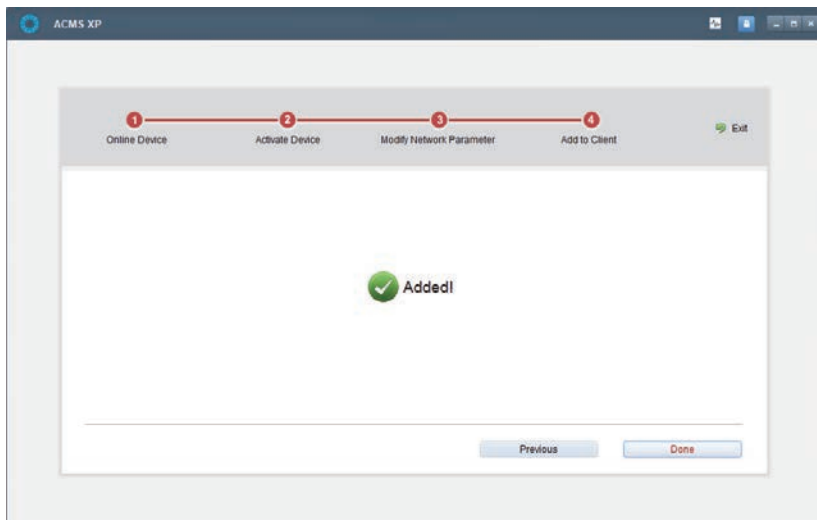 ACMS XP
1 2 3 4
Online Device Activate Device Modify Network Parameter Add to Client Exit
Added!
Previous Done